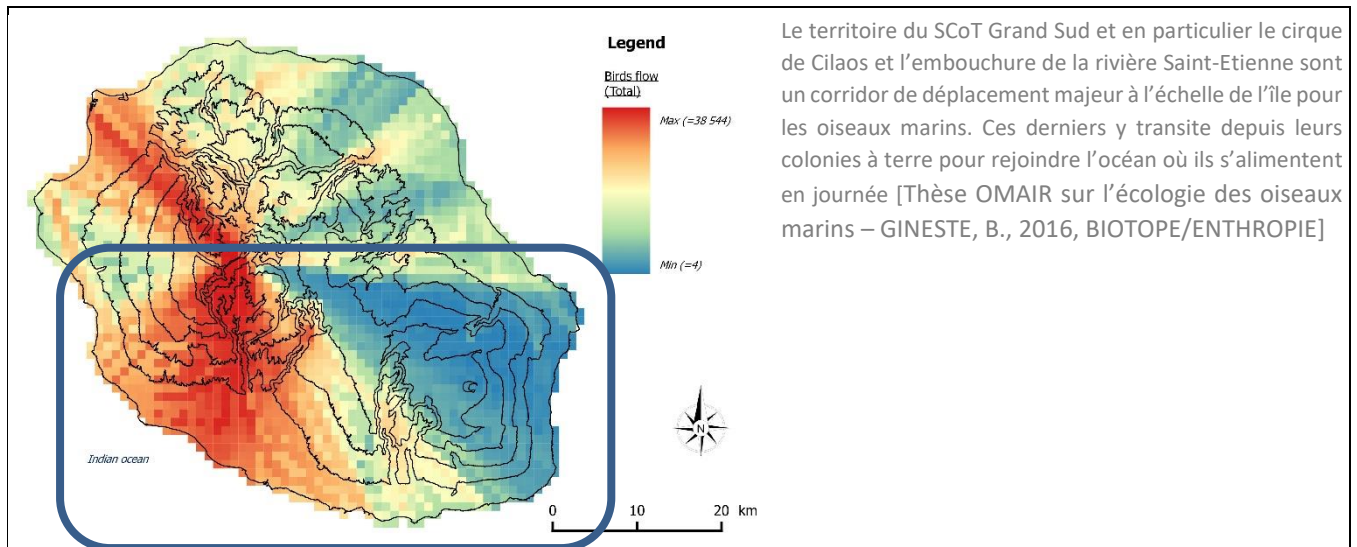 Legend
Birds flow
(Total)
Max (=38 544)
Min (=4)
Indian ocean
N
0 10 20 km
Le territoire du SCoT Grand Sud et en particulier le cirque
de Cilaos et l’embouchure de la rivière Saint-Etienne sont
un corridor de déplacement majeur à l’échelle de l’île pour
les oiseaux marins. Ces derniers y transite depuis leurs
colonies à terre pour rejoindre l’océan où ils s’alimentent
en journée [Thèse OMAIR sur l’écologie des oiseaux
marins – GINESTE, B., 2016, BIOTOPE/ENTHROPIE]